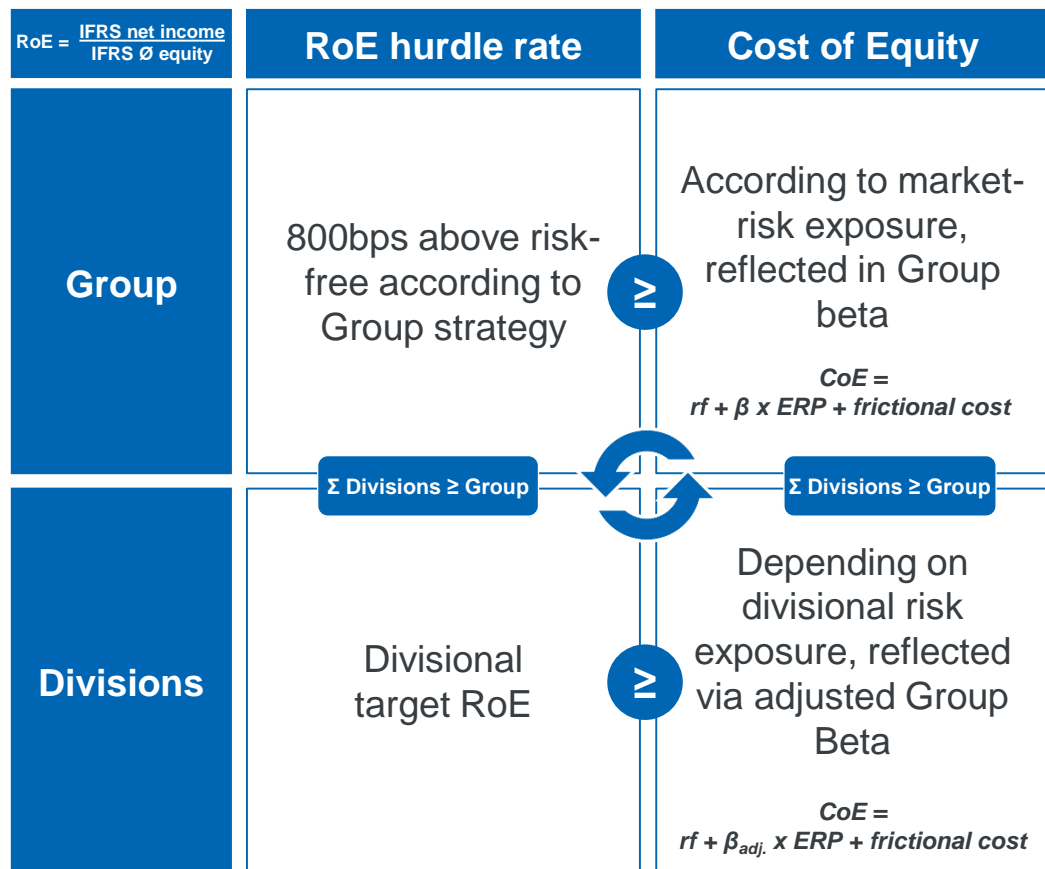 RoE = IFRS net income
IFRS Ø equity
RoE hurdle rate
Cost of Equity
Group
800bps above risk-
free according to
Group strategy
≥
According to market-
risk exposure,
reflected in Group
beta
CoE =
rf + β x ERP + frictional cost
Σ Divisions ≥ Group
Σ Divisions ≥ Group
Divisions
Divisional
target RoE
≥
Depending on
divisional risk
exposure, reflected
via adjusted Group
Beta
CoE =
rf + βadj. x ERP + frictional cost